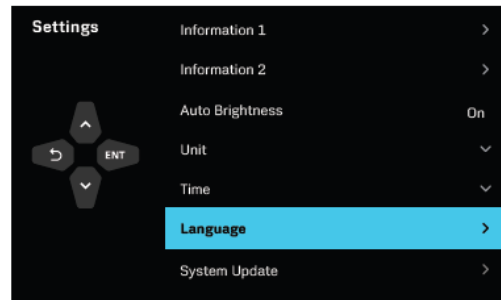 Settings
Information 1
Information 2
Auto Brightness On
ENT
Unit
Time
Language
System Update